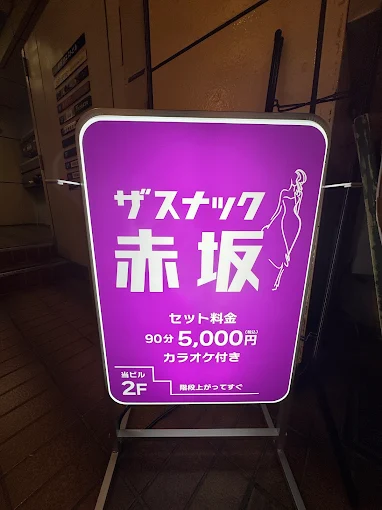 ザスナック
赤坂
セット料金
90分 5,000円(税込)
カラオケ付き
当ビル
2F
階段上がってすぐ